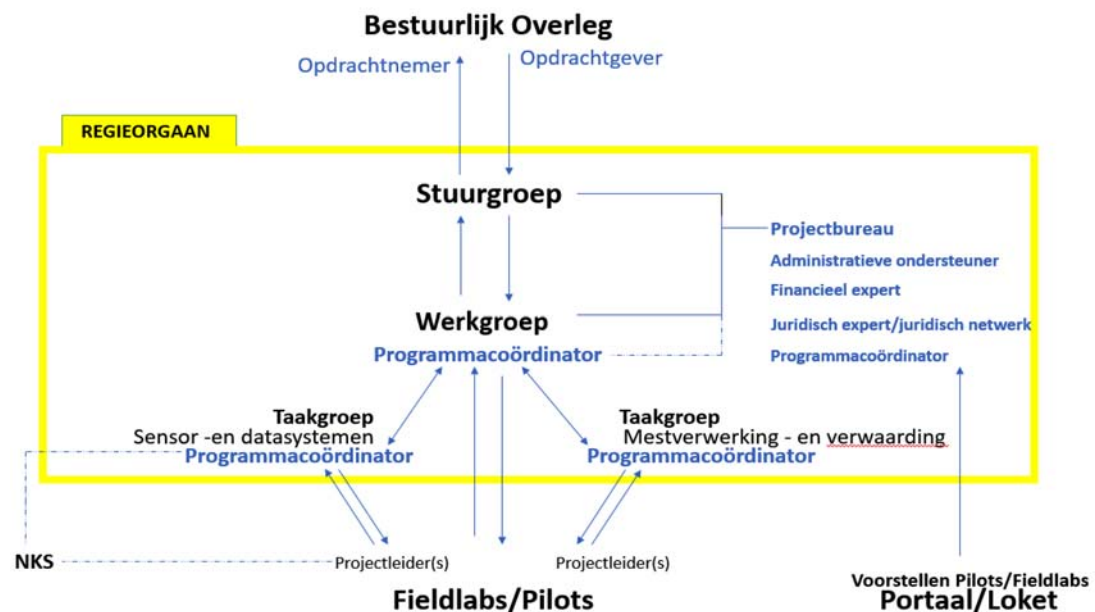 Bestuurlijk Overleg
Opdrachtnemer
Opdrachtgever
REGIEORGAAN
Stuurgroep
Projectbureau
Administratieve ondersteuner
Financieel expert
Werkgroep
Juridisch expert/juridisch netwerk
Programmacoördinator
Programmacoördinator
Taakgroep
Sensor -en datasystemen
Programmacoördinator
Taakgroep
Mestverwerking - en verwaarding
Programmacoördinator
NKS
Projectleider(s)
Projectleider(s)
Fieldlabs/Pilots
Voorstellen Pilots/Fieldlabs
Portaal/Loket